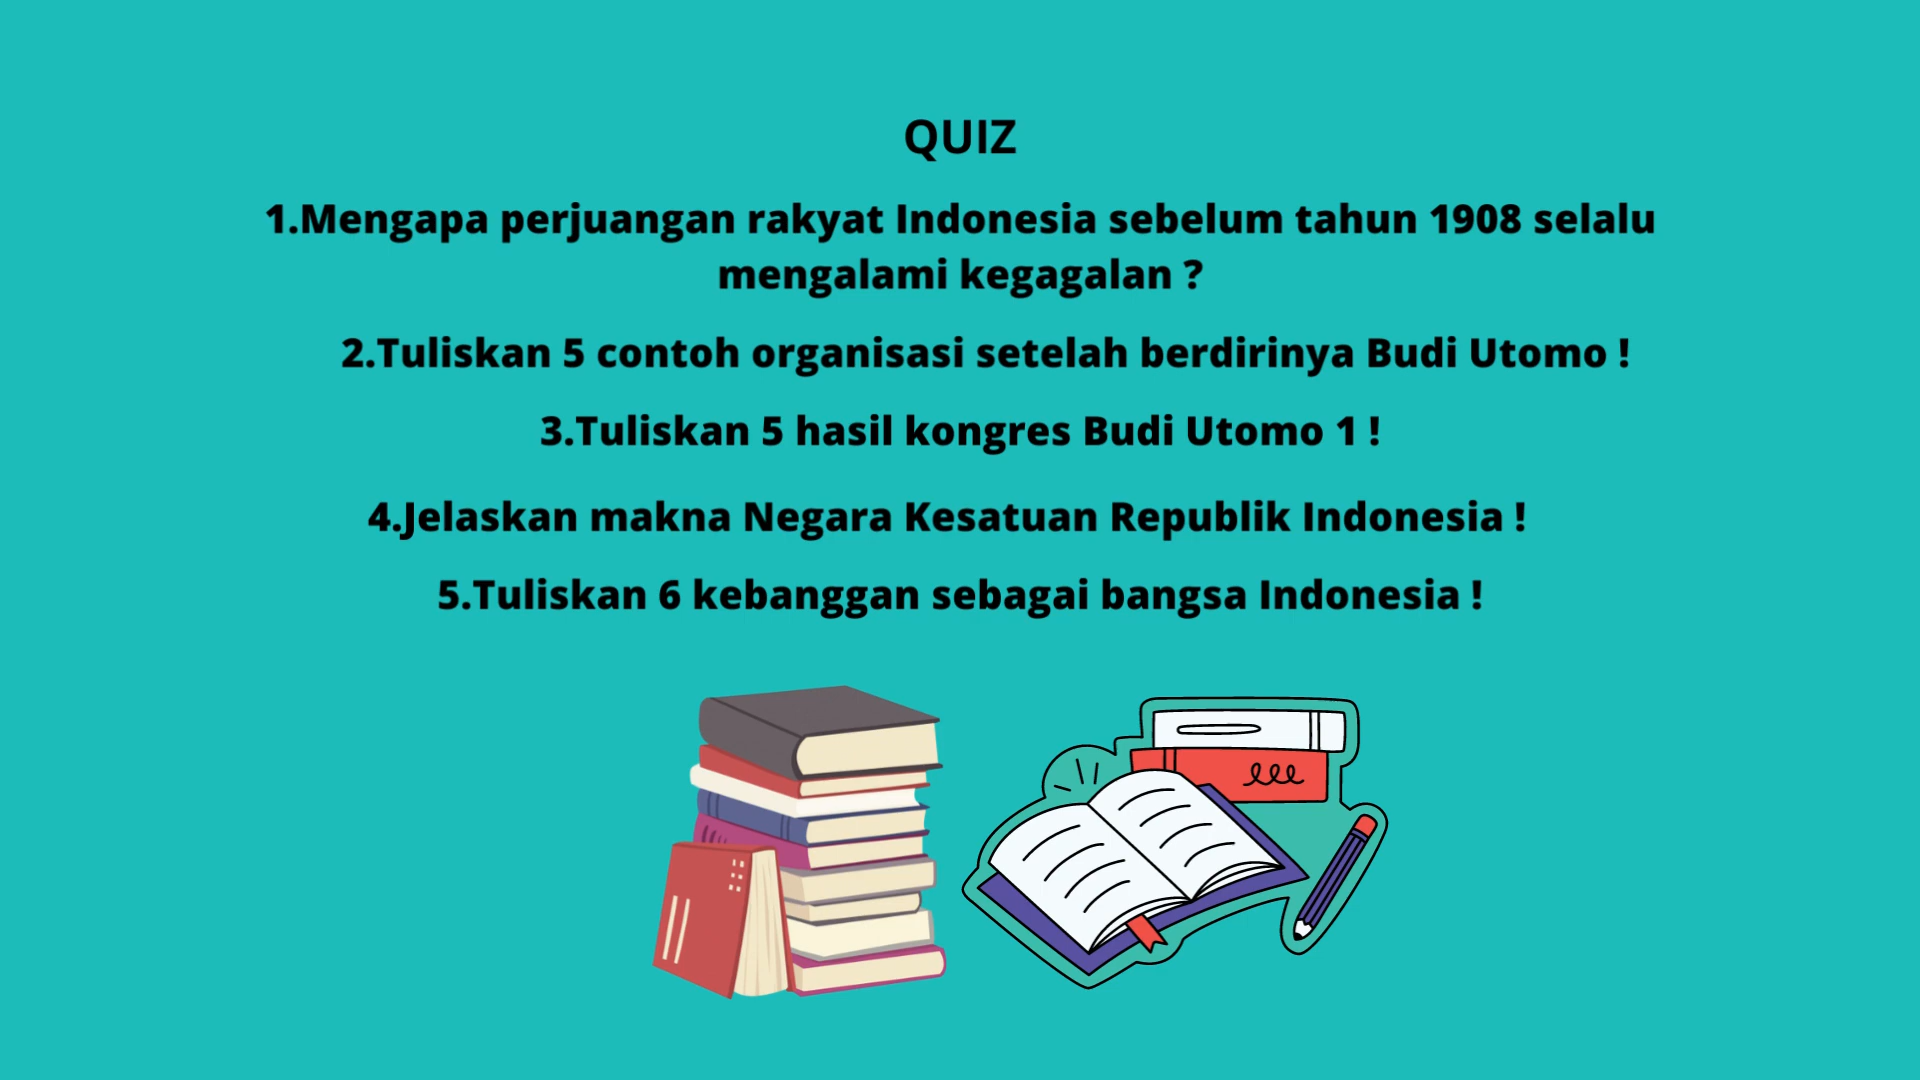 QUIZ
1.Mengapa perjuangan rakyat Indonesia sebelum tahun 1908 selalu
mengalami kegagalan ?
2.Tuliskan 5 contoh organisasi setelah berdirinya Budi Utomo !
3.Tuliskan 5 hasil kongres Budi Utomo 1 !
4.Jelaskan makna Negara Kesatuan Republik Indonesia !
5.Tuliskan 6 kebanggan sebagai bangsa Indonesia !